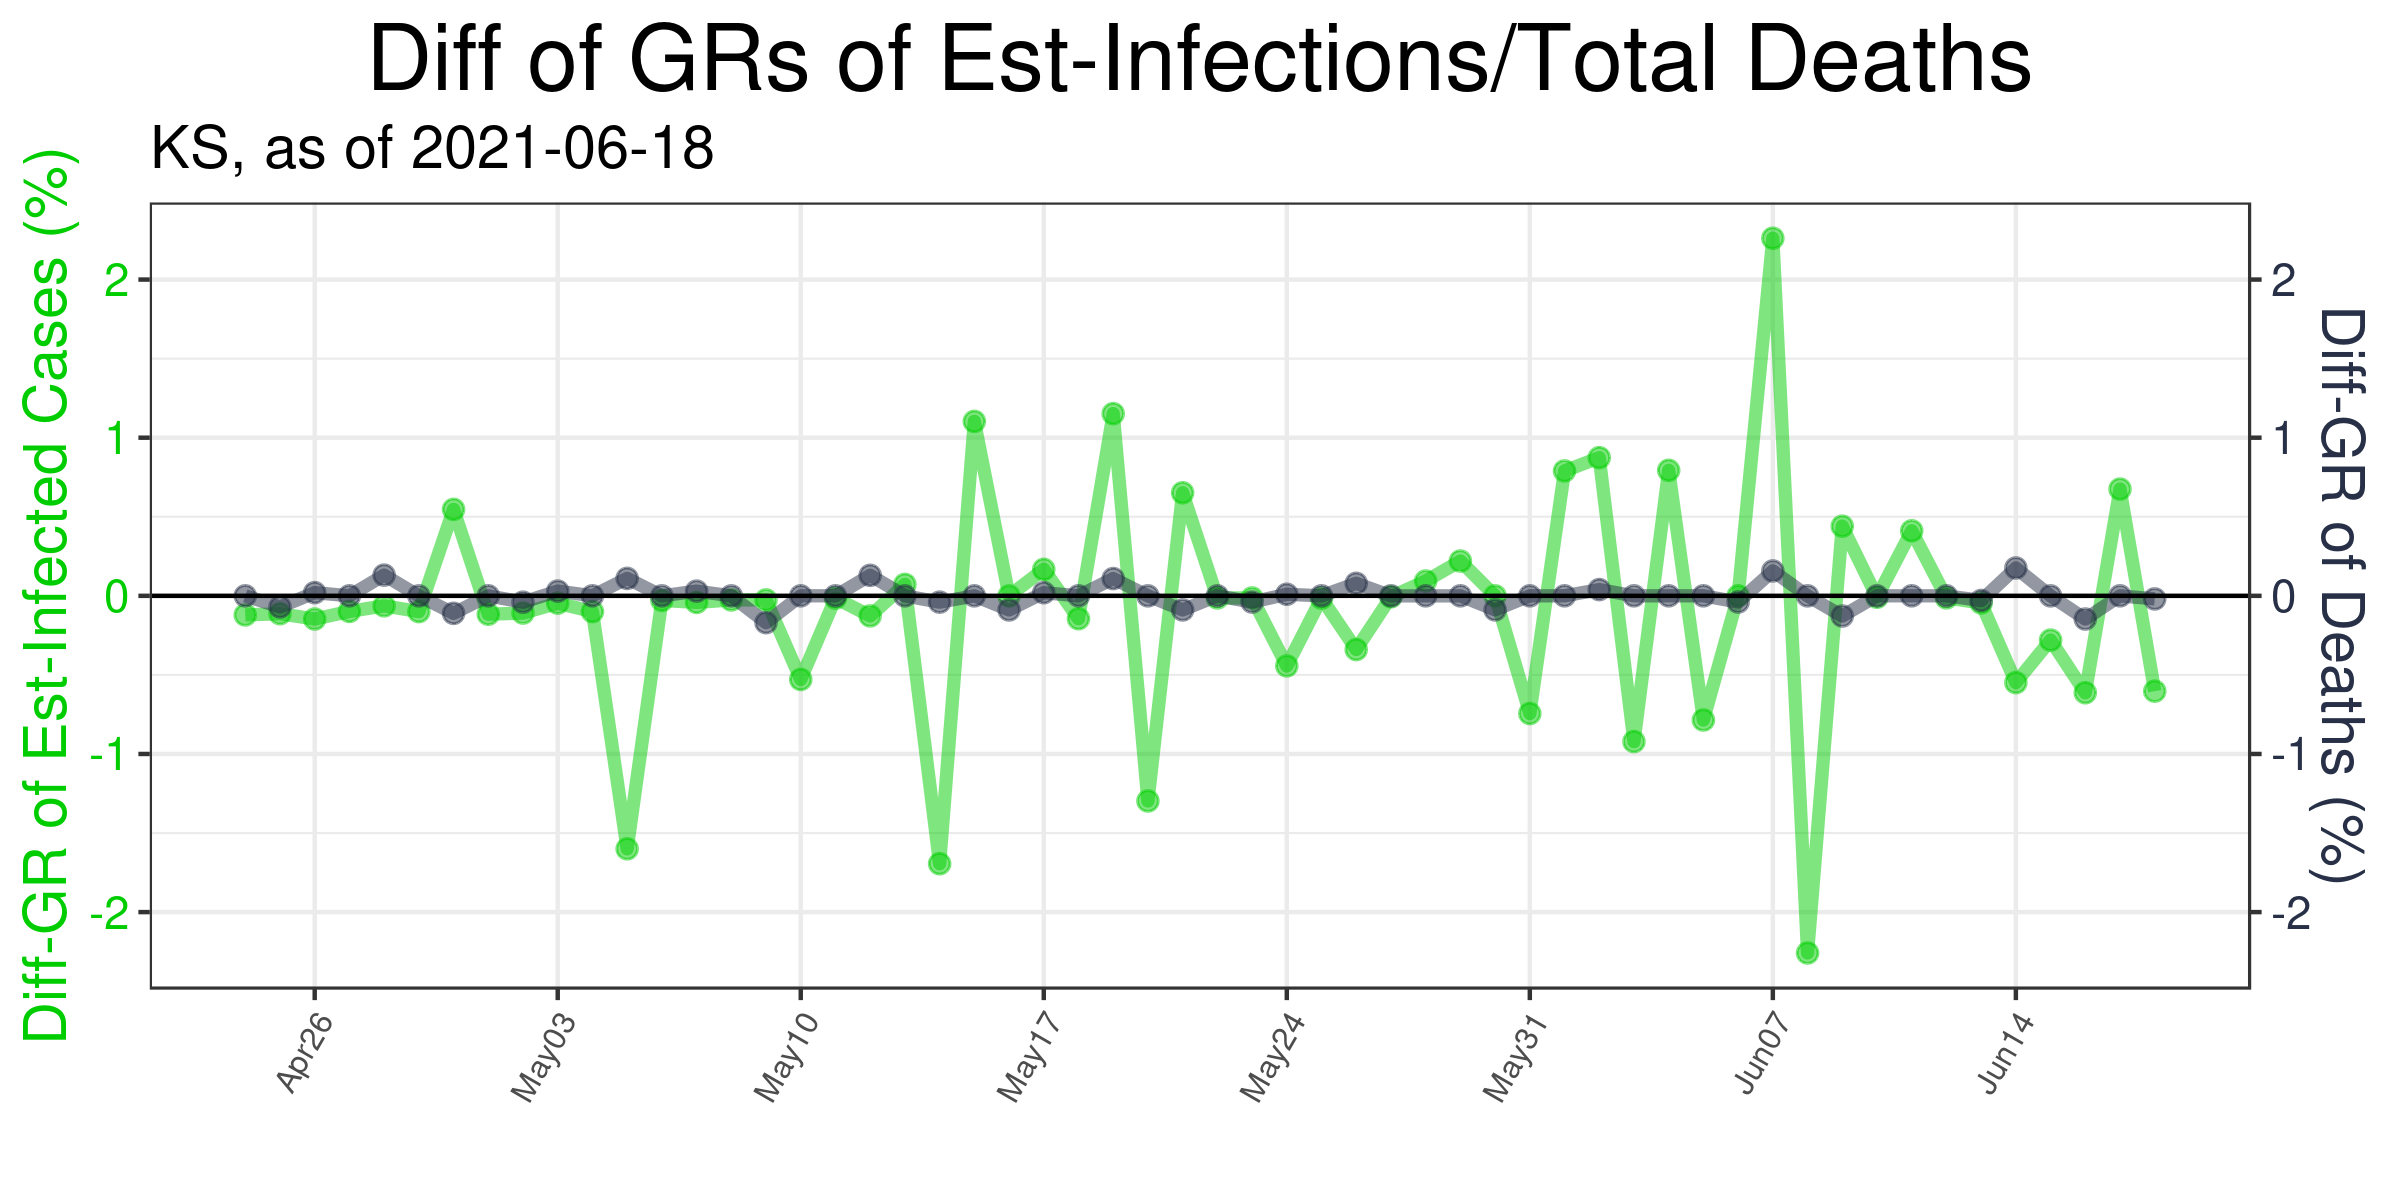 Diff of GRs of Est-Infections/Total Deaths
KS, as of 2021-06-18
Diff-GR of Est-Infected Cases (%)
2
1
0
-1
-2
2
1
0
-1
-2
Diff-GR of Deaths (%)
Apr26
May03
May10
May17
May24
May31
Jun07
Jun14